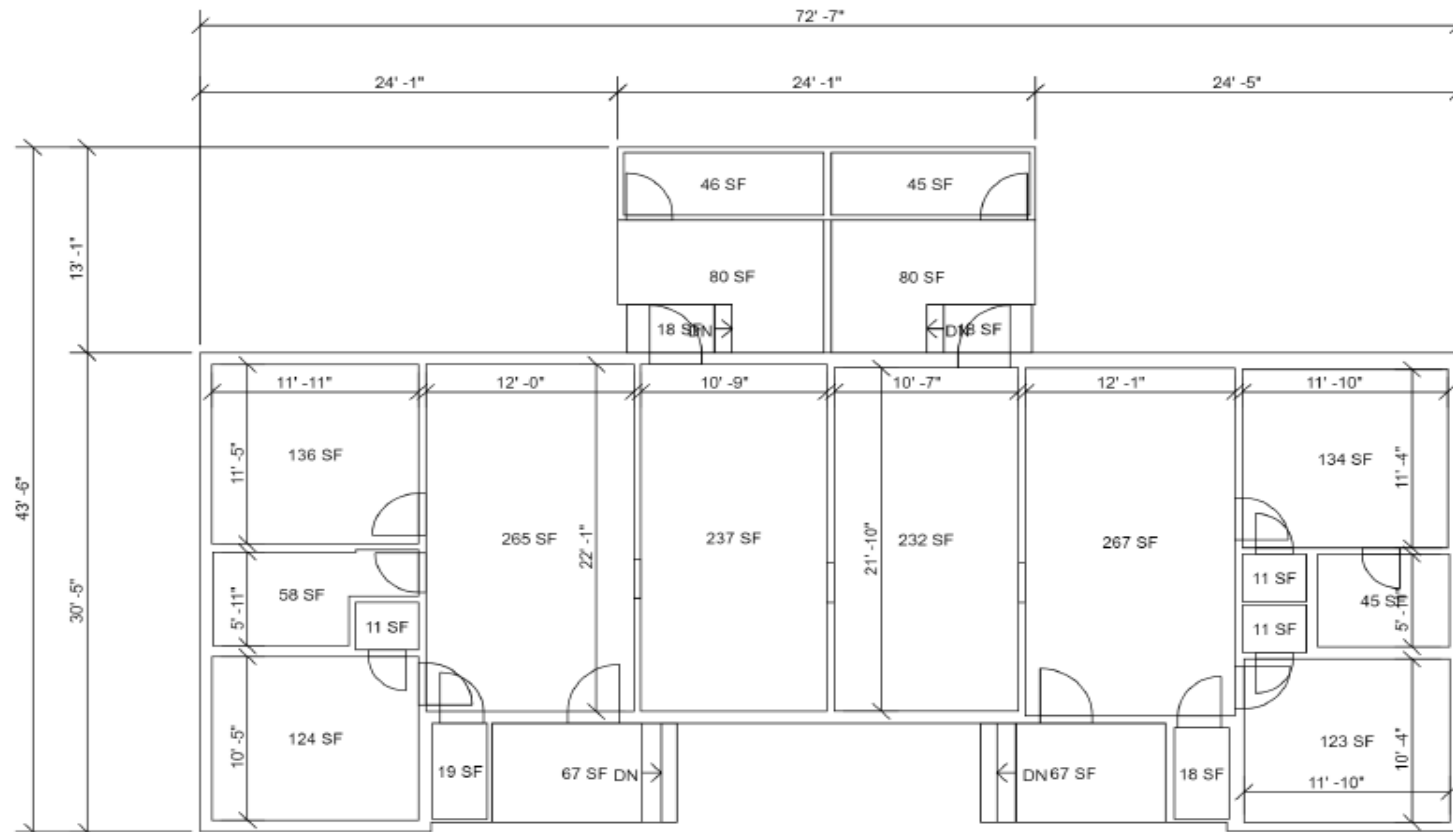 72' -7"
24' -1"
24' -1"
24' -5"
46 SF
45 SF
13' -1"
80 SF
80 SF
18 SF
DN
DN
18 SF
11' -11"
12' -0"
10' -9"
10' -7"
12' -1"
11' -10"
136 SF
11' -5"
134 SF
11' -4"
43' -6"
265 SF
22' -1"
237 SF
21' -10"
232 SF
267 SF
30' -5"
58 SF
5' -11"
11 SF
11 SF
11 SF
45 SF
5' -11"
124 SF
10' -5"
123 SF
10' -4"
19 SF
67 SF
DN
DN
67 SF
18 SF
11' -10"